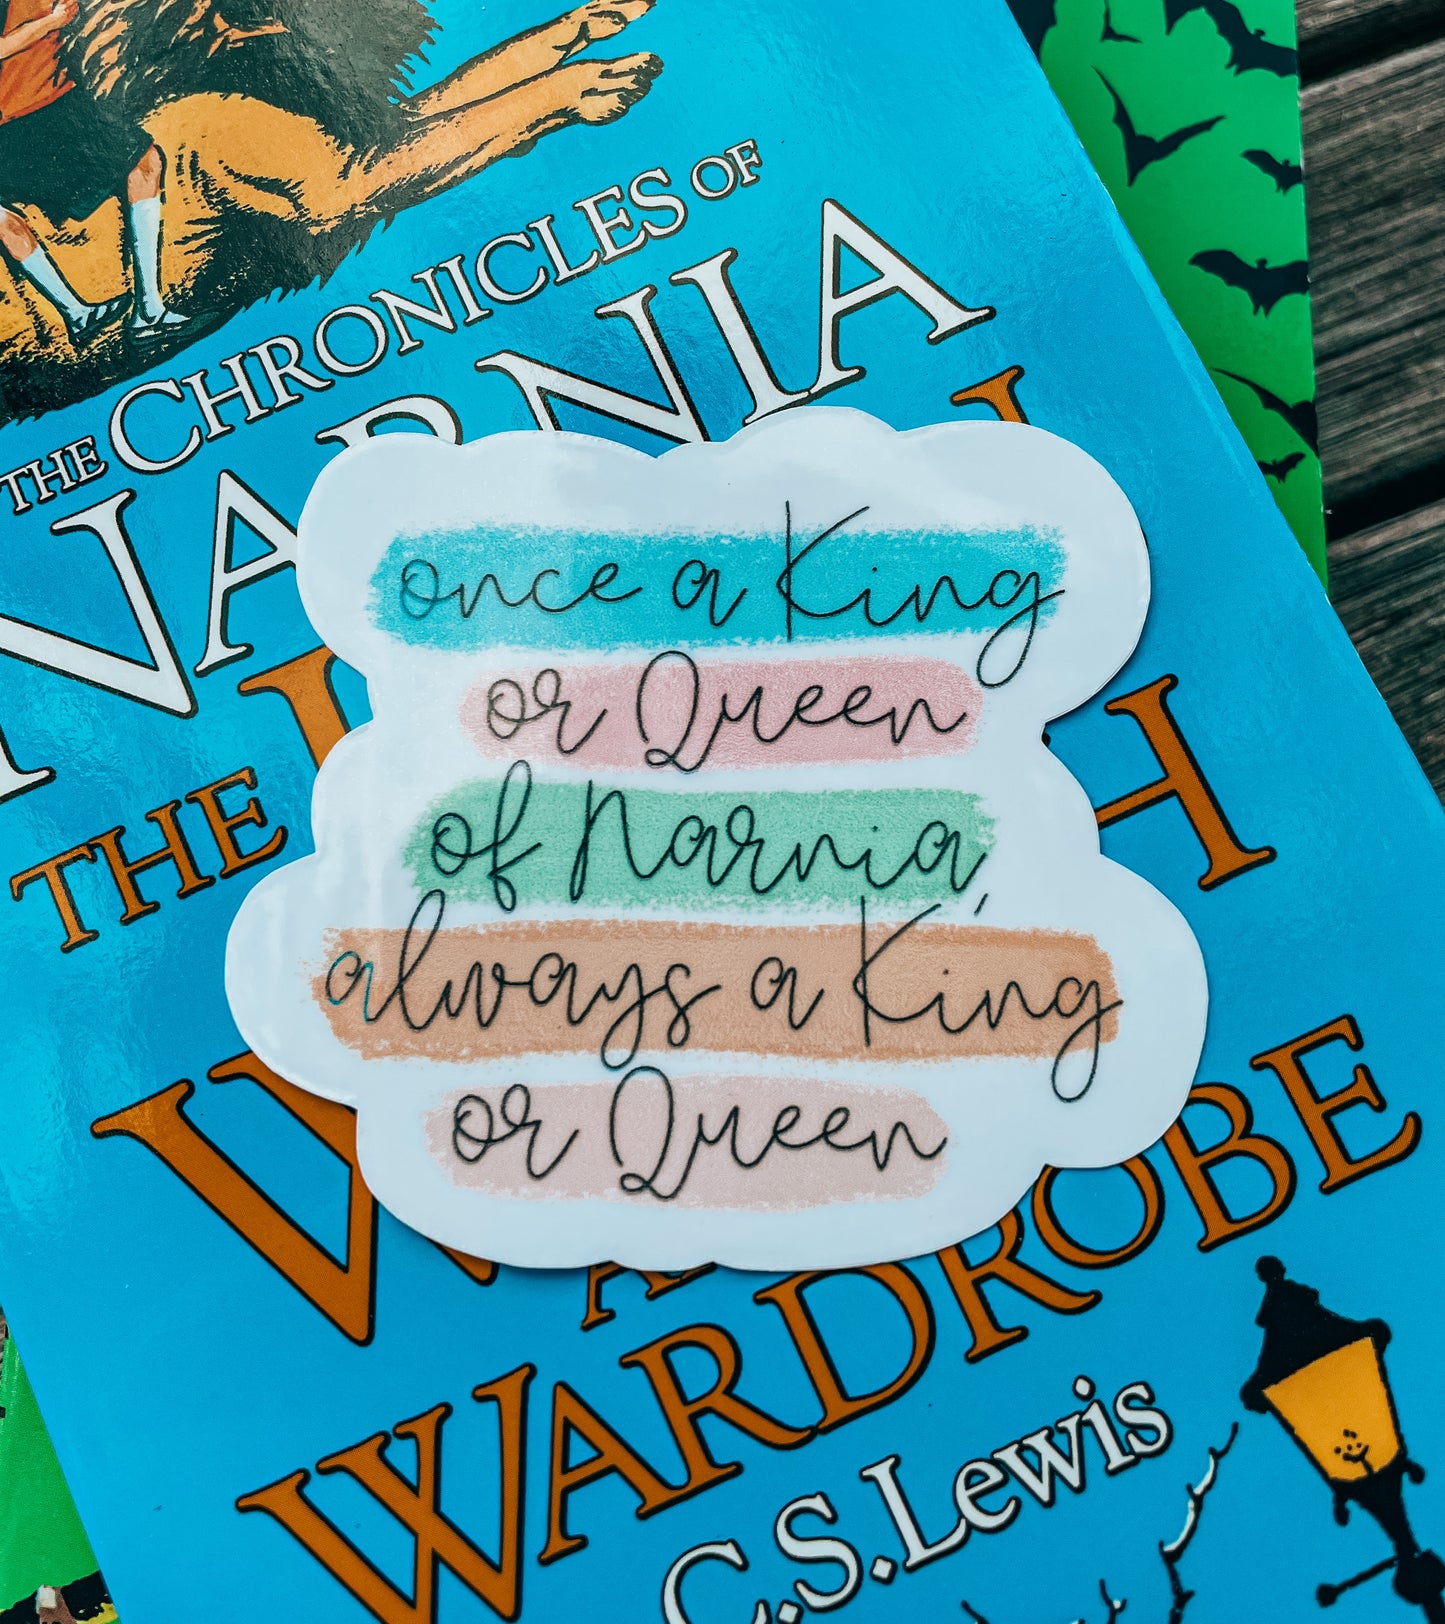 THE CHRONICLES OF
NARNIA
THE
once a King
or Queen
of Narnia,
always a King
or Queen
WARDROBE
C.S.Lewis